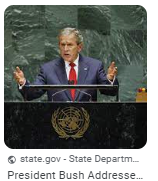 state.gov - State Departm...
President Bush Addresse...